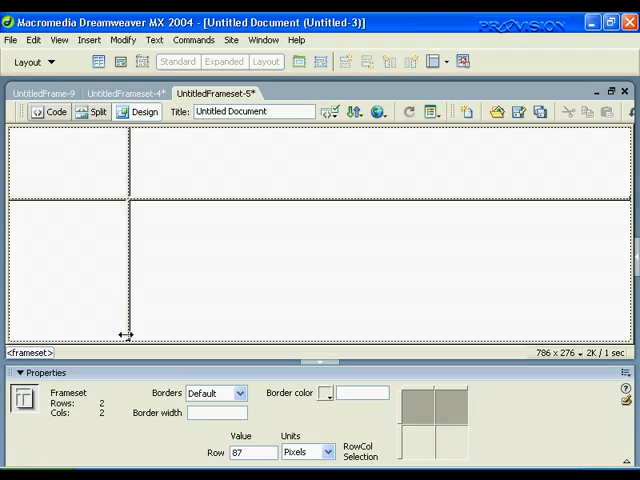 Macromedia Dreamweaver MX 2004 - [Untitled Document (Untitled-3)]
PROVISION
File Edit View Insert Modify Text Commands Site Window Help
Layout Standard Expanded Layout
UntitledFrame-9 UntitledFrameset-4* UntitledFrameset-5*
Code Split Design Title: Untitled Document
<frameset> 786 x 276 2K / 1 sec
Properties
Frameset Borders Default Border color
Rows: 2
Cols: 2 Border width
Value Units
Row 87 Pixels RowCol
Selection